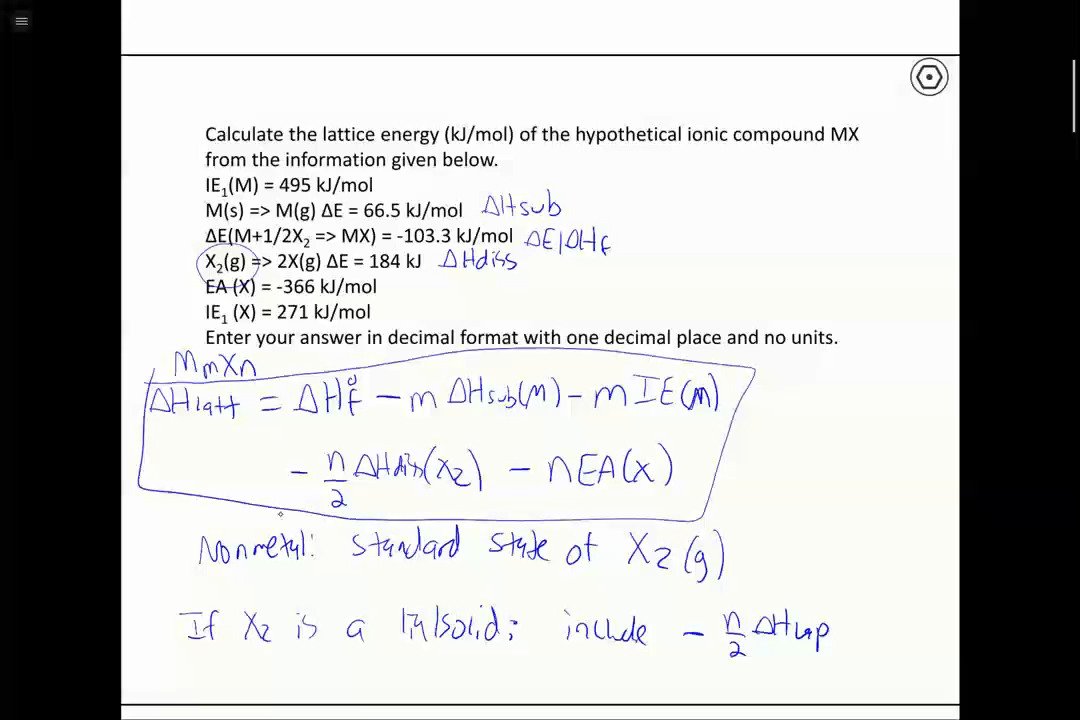 Calculate the lattice energy (kJ/mol) of the hypothetical ionic compound MX
from the information given below.
IE₁(M) = 495 kJ/mol
M(s) => M(g) ΔE = 66.5 kJ/mol ΔHsub
ΔE(M+1/2X₂ => MX) = -103.3 kJ/mol ΔE|ΔHf
X₂(g) => 2X(g) ΔE = 184 kJ ΔHdiss
EA (X) = -366 kJ/mol
IE₁ (X) = 271 kJ/mol
Enter your answer in decimal format with one decimal place and no units.
MmXn
ΔHlatt = ΔHf° - m ΔHsub(M) - m IE(M)
- n/2 ΔHdiss(X₂) - nEA(X)
Nonmetal: standard state of X₂(g)
If X₂ is a liq/solid: include - n/2 ΔHvap